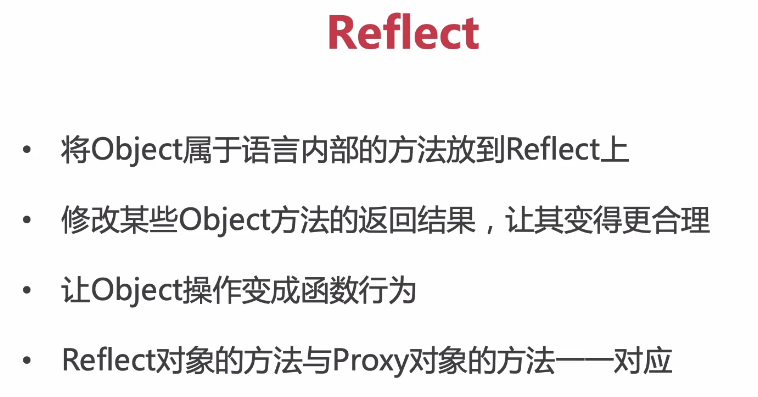 Reflect
• 将Object属于语言内部的方法放到Reflect上
• 修改某些Object方法的返回结果，让其变得更合理
• 让Object操作变成函数行为
• Reflect对象的方法与Proxy对象的方法一一对应